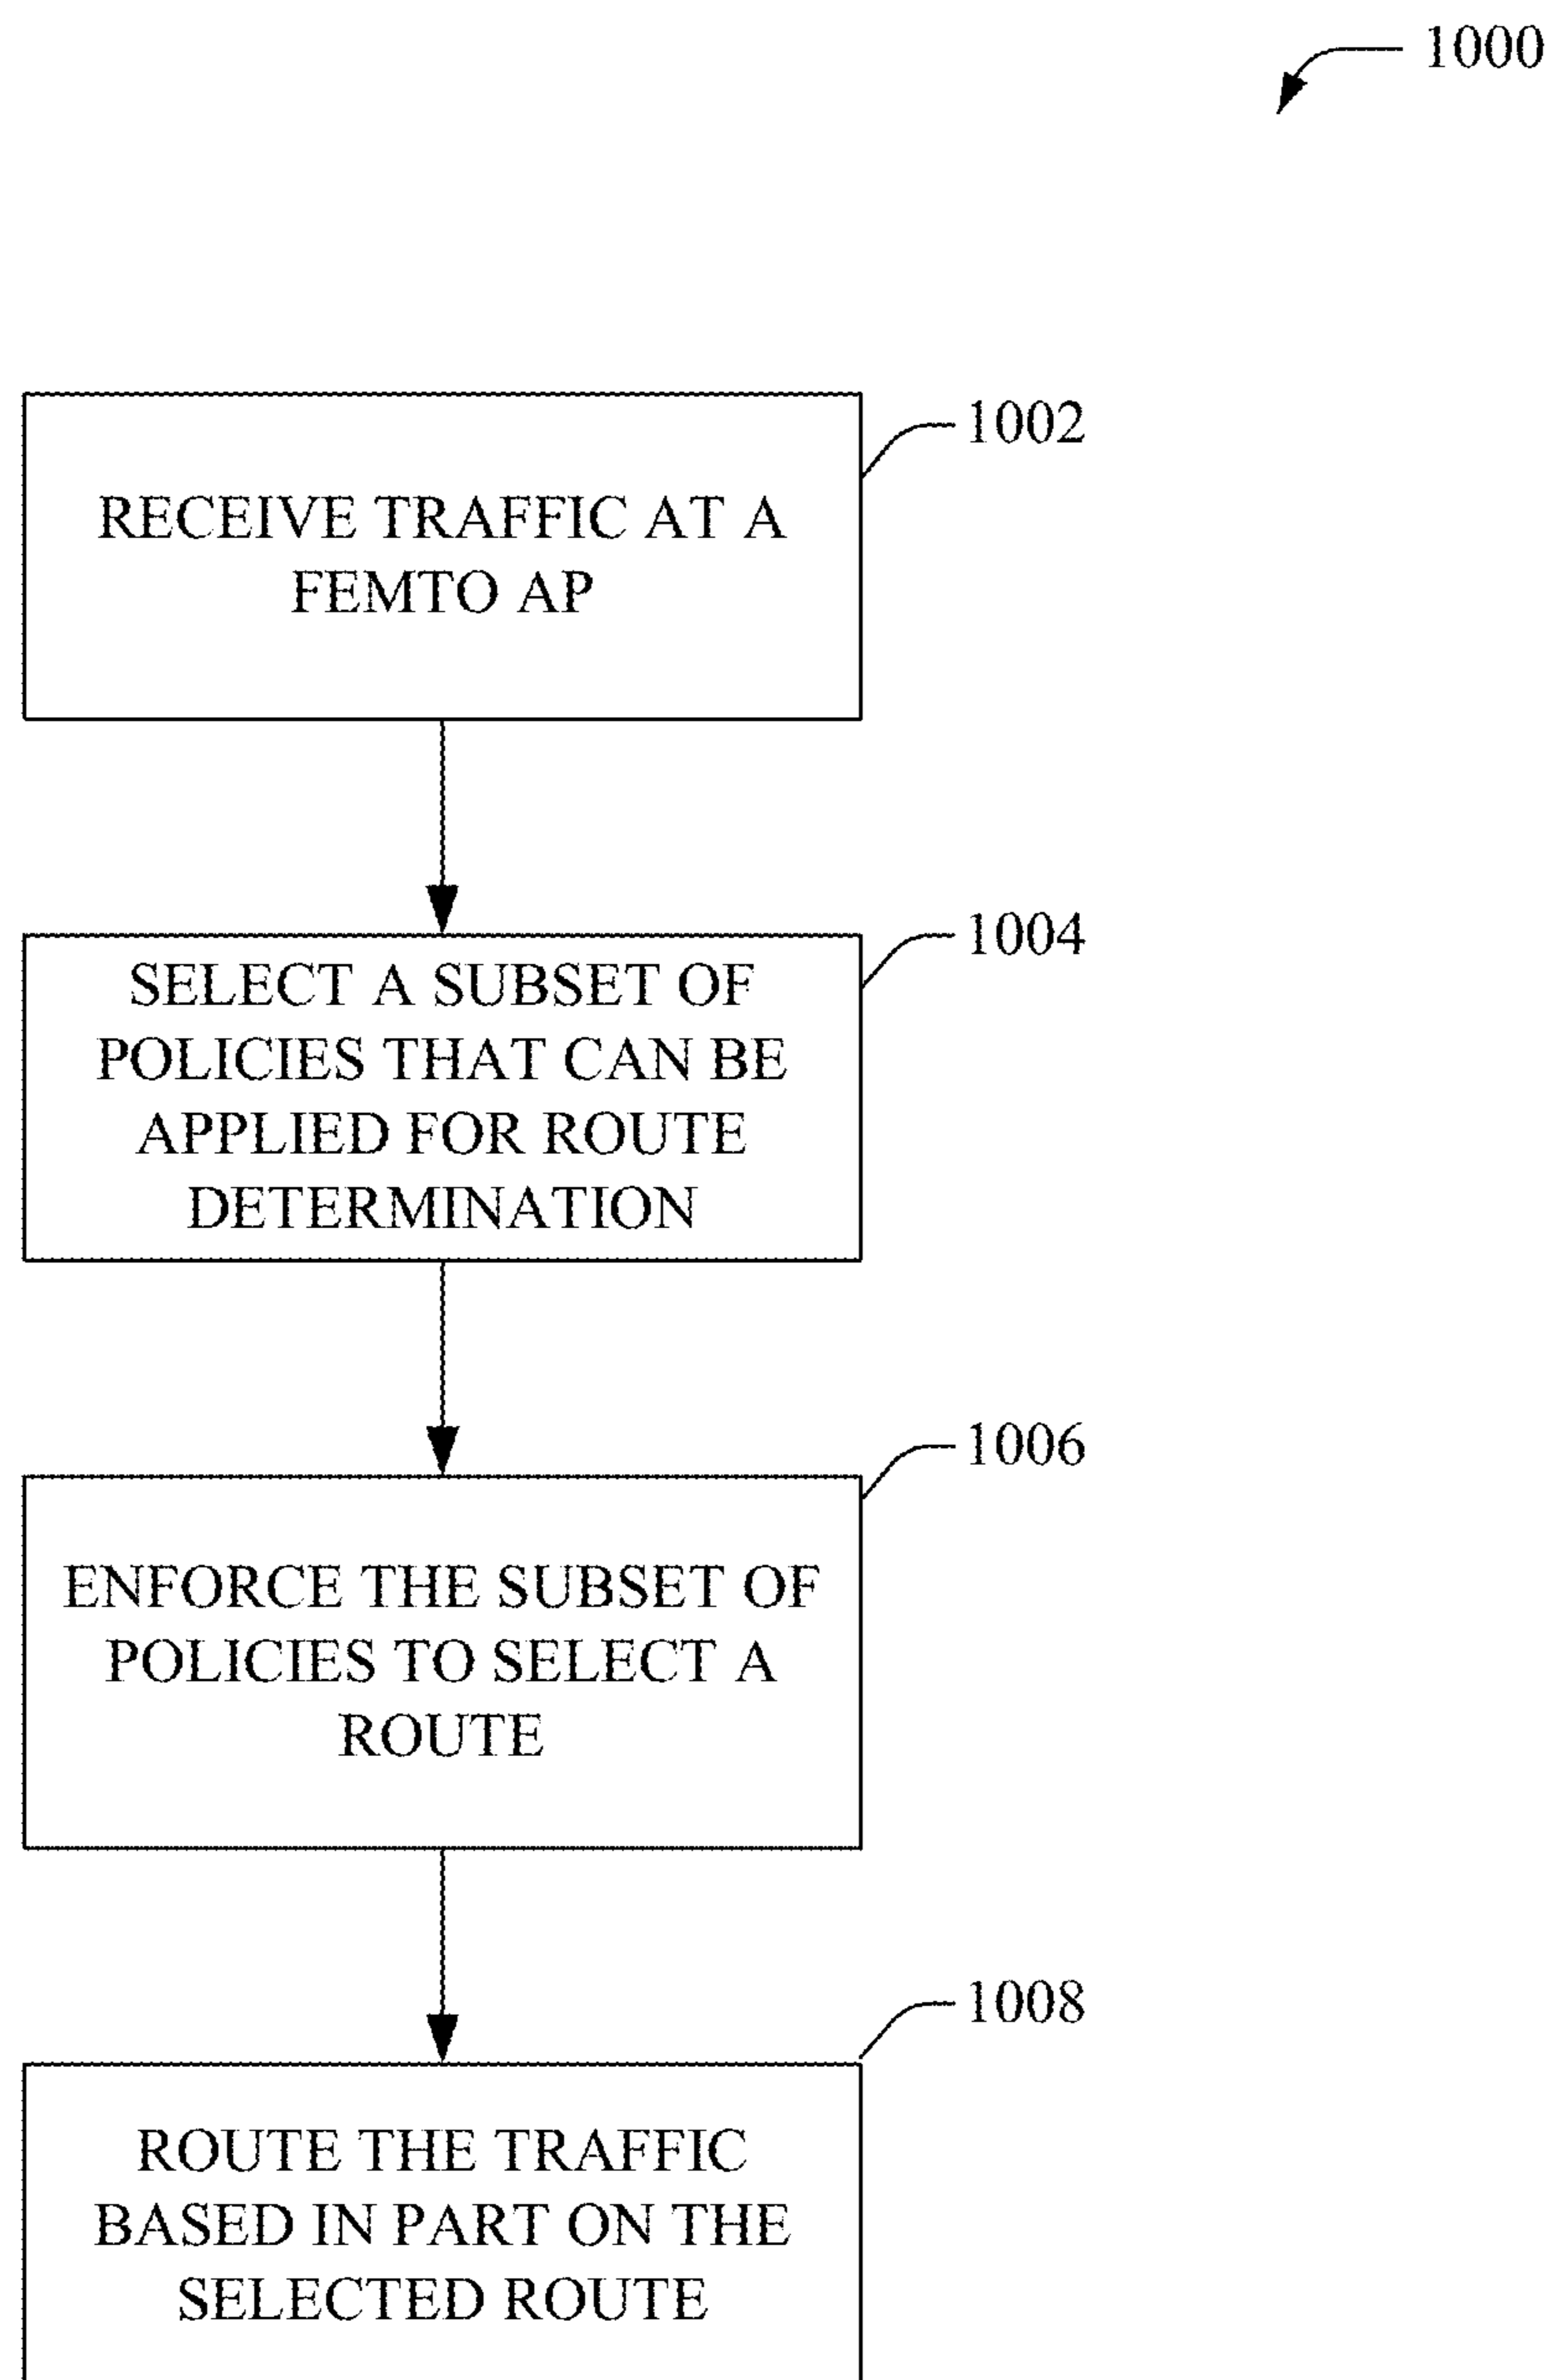 1000
1002
RECEIVE TRAFFIC AT A
FEMTO AP
1004
SELECT A SUBSET OF
POLICIES THAT CAN BE
APPLIED FOR ROUTE
DETERMINATION
1006
ENFORCE THE SUBSET OF
POLICIES TO SELECT A
ROUTE
1008
ROUTE THE TRAFFIC
BASED IN PART ON THE
SELECTED ROUTE